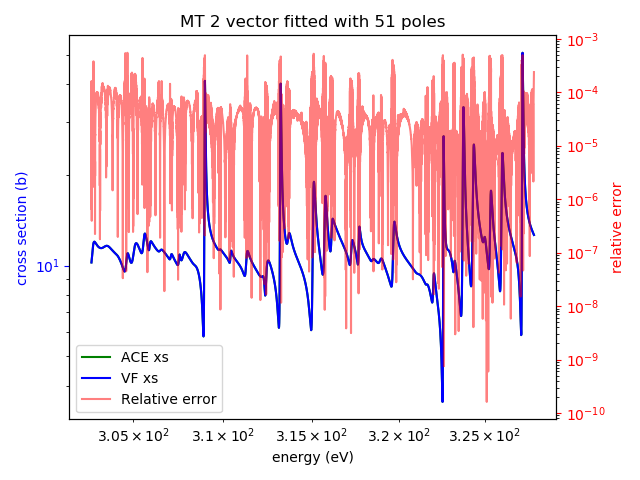 MT 2 vector fitted with 51 poles
cross section (b)
10¹
10⁻³
10⁻⁴
10⁻⁵
10⁻⁶
10⁻⁷
10⁻⁸
10⁻⁹
10⁻¹⁰
relative error
ACE xs
VF xs
Relative error
3.05 × 10² 3.1 × 10² 3.15 × 10² 3.2 × 10² 3.25 × 10²
energy (eV)